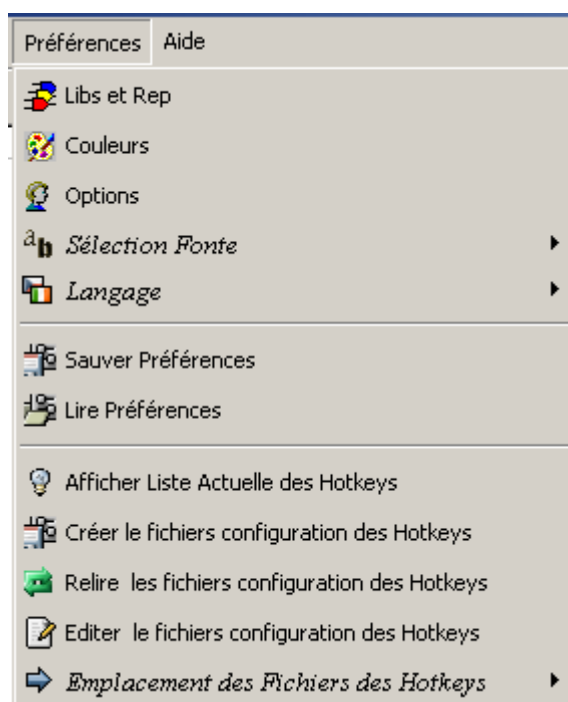 Préférences Aide
Libs et Rep
Couleurs
Options
Sélection Fonte
Langage
Sauver Préférences
Lire Préférences
Afficher Liste Actuelle des Hotkeys
Créer le fichiers configuration des Hotkeys
Relire les fichiers configuration des Hotkeys
Editer le fichiers configuration des Hotkeys
Emplacement des Fichiers des Hotkeys